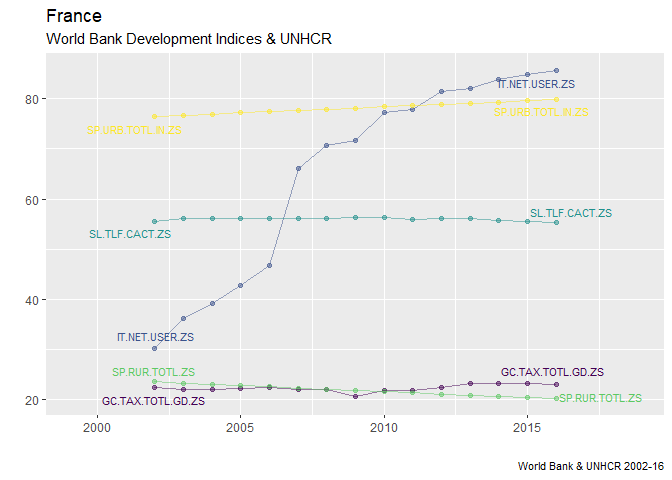 France
World Bank Development Indices & UNHCR
80
60
40
20
IT.NET.USER.ZS
SP.URB.TOTL.IN.ZS
SP.URB.TOTL.IN.ZS
SL.TLF.CACT.ZS
SL.TLF.CACT.ZS
IT.NET.USER.ZS
SP.RUR.TOTL.ZS
GC.TAX.TOTL.GD.ZS
GC.TAX.TOTL.GD.ZS
SP.RUR.TOTL.ZS
2000 2005 2010 2015
World Bank & UNHCR 2002-16